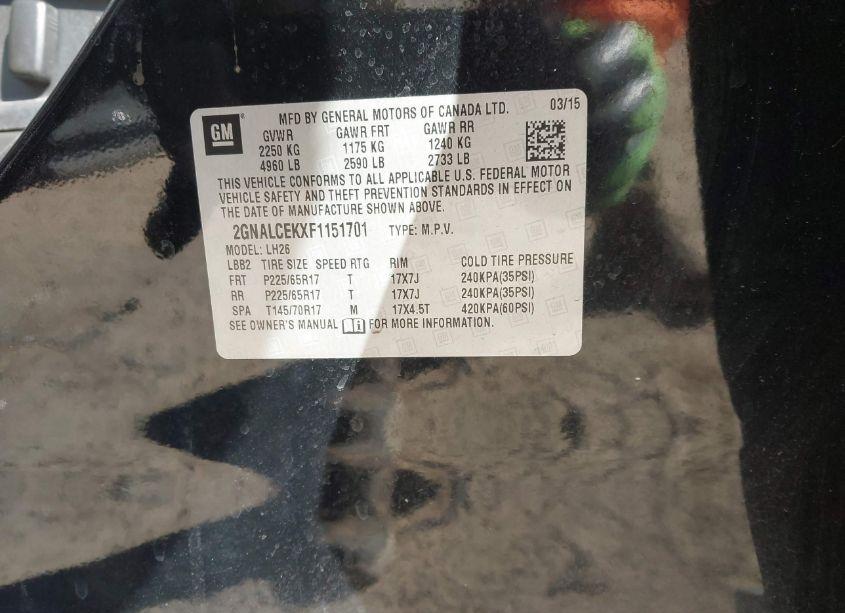 GM
MFD BY GENERAL MOTORS OF CANADA LTD. 03/15
GVWR GAWR FRT GAWR RR
2250 KG 1175 KG 1240 KG
4960 LB 2590 LB 2733 LB
THIS VEHICLE CONFORMS TO ALL APPLICABLE U.S. FEDERAL MOTOR
VEHICLE SAFETY AND THEFT PREVENTION STANDARDS IN EFFECT ON
THE DATE OF MANUFACTURE SHOWN ABOVE.
2GNALCEKXF1151701 TYPE: M.P.V.
MODEL: LH26
LBB2 TIRE SIZE SPEED RTG RIM COLD TIRE PRESSURE
FRT P225/65R17 T 17X7J 240KPA(35PSI)
RR P225/65R17 T 17X7J 240KPA(35PSI)
SPA T145/70R17 M 17X4.5T 420KPA(60PSI)
SEE OWNER'S MANUAL FOR MORE INFORMATION.